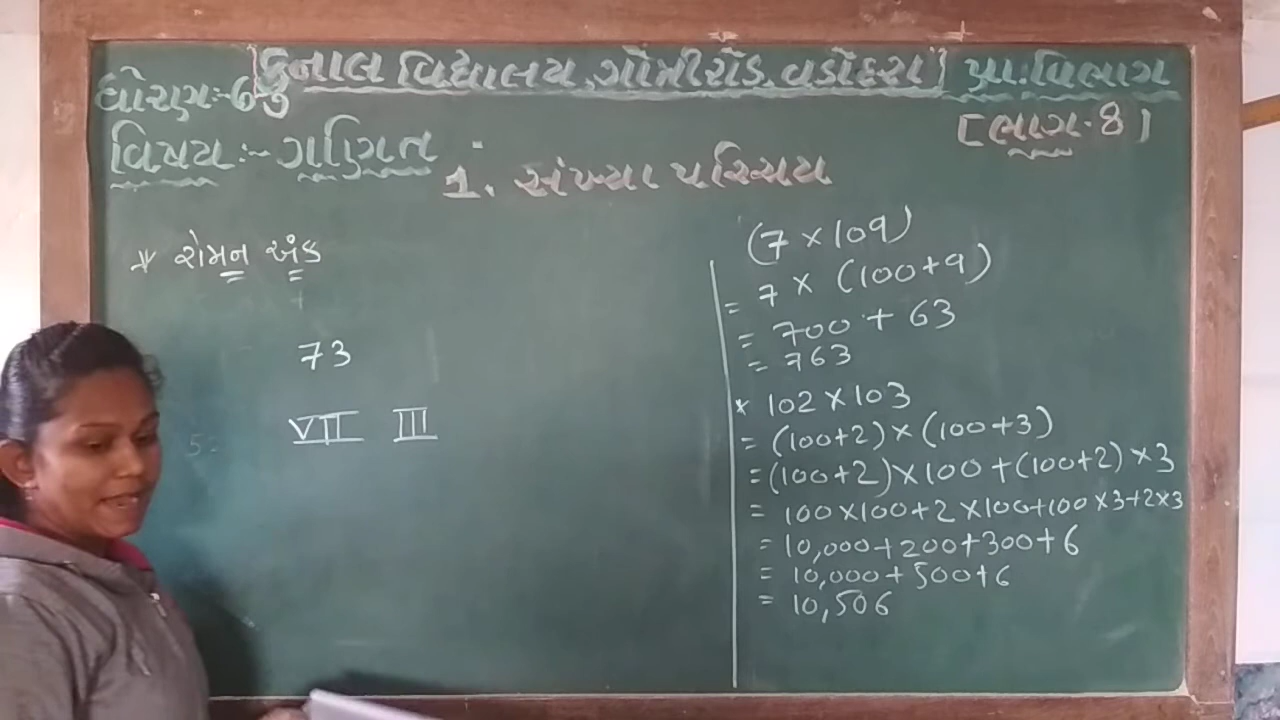 કુનાલ વિદ્યાલય, ગોત્રીરોડ, વડોદરા પ્રા. વિભાગ
ધોરણ:-6
[ભાગ-8]
વિષય:- ગણિત
1. સંખ્યા પરિચય
* રોમન અંક
73
VII III
(7 × 109)
= 7 × (100+9)
= 700 + 63
= 763
* 102 × 103
= (100+2) × (100+3)
= (100+2) × 100 + (100+2) × 3
= 100 × 100 + 2 × 100 + 100 × 3 + 2 × 3
= 10,000 + 200 + 300 + 6
= 10,000 + 500 + 6
= 10,506